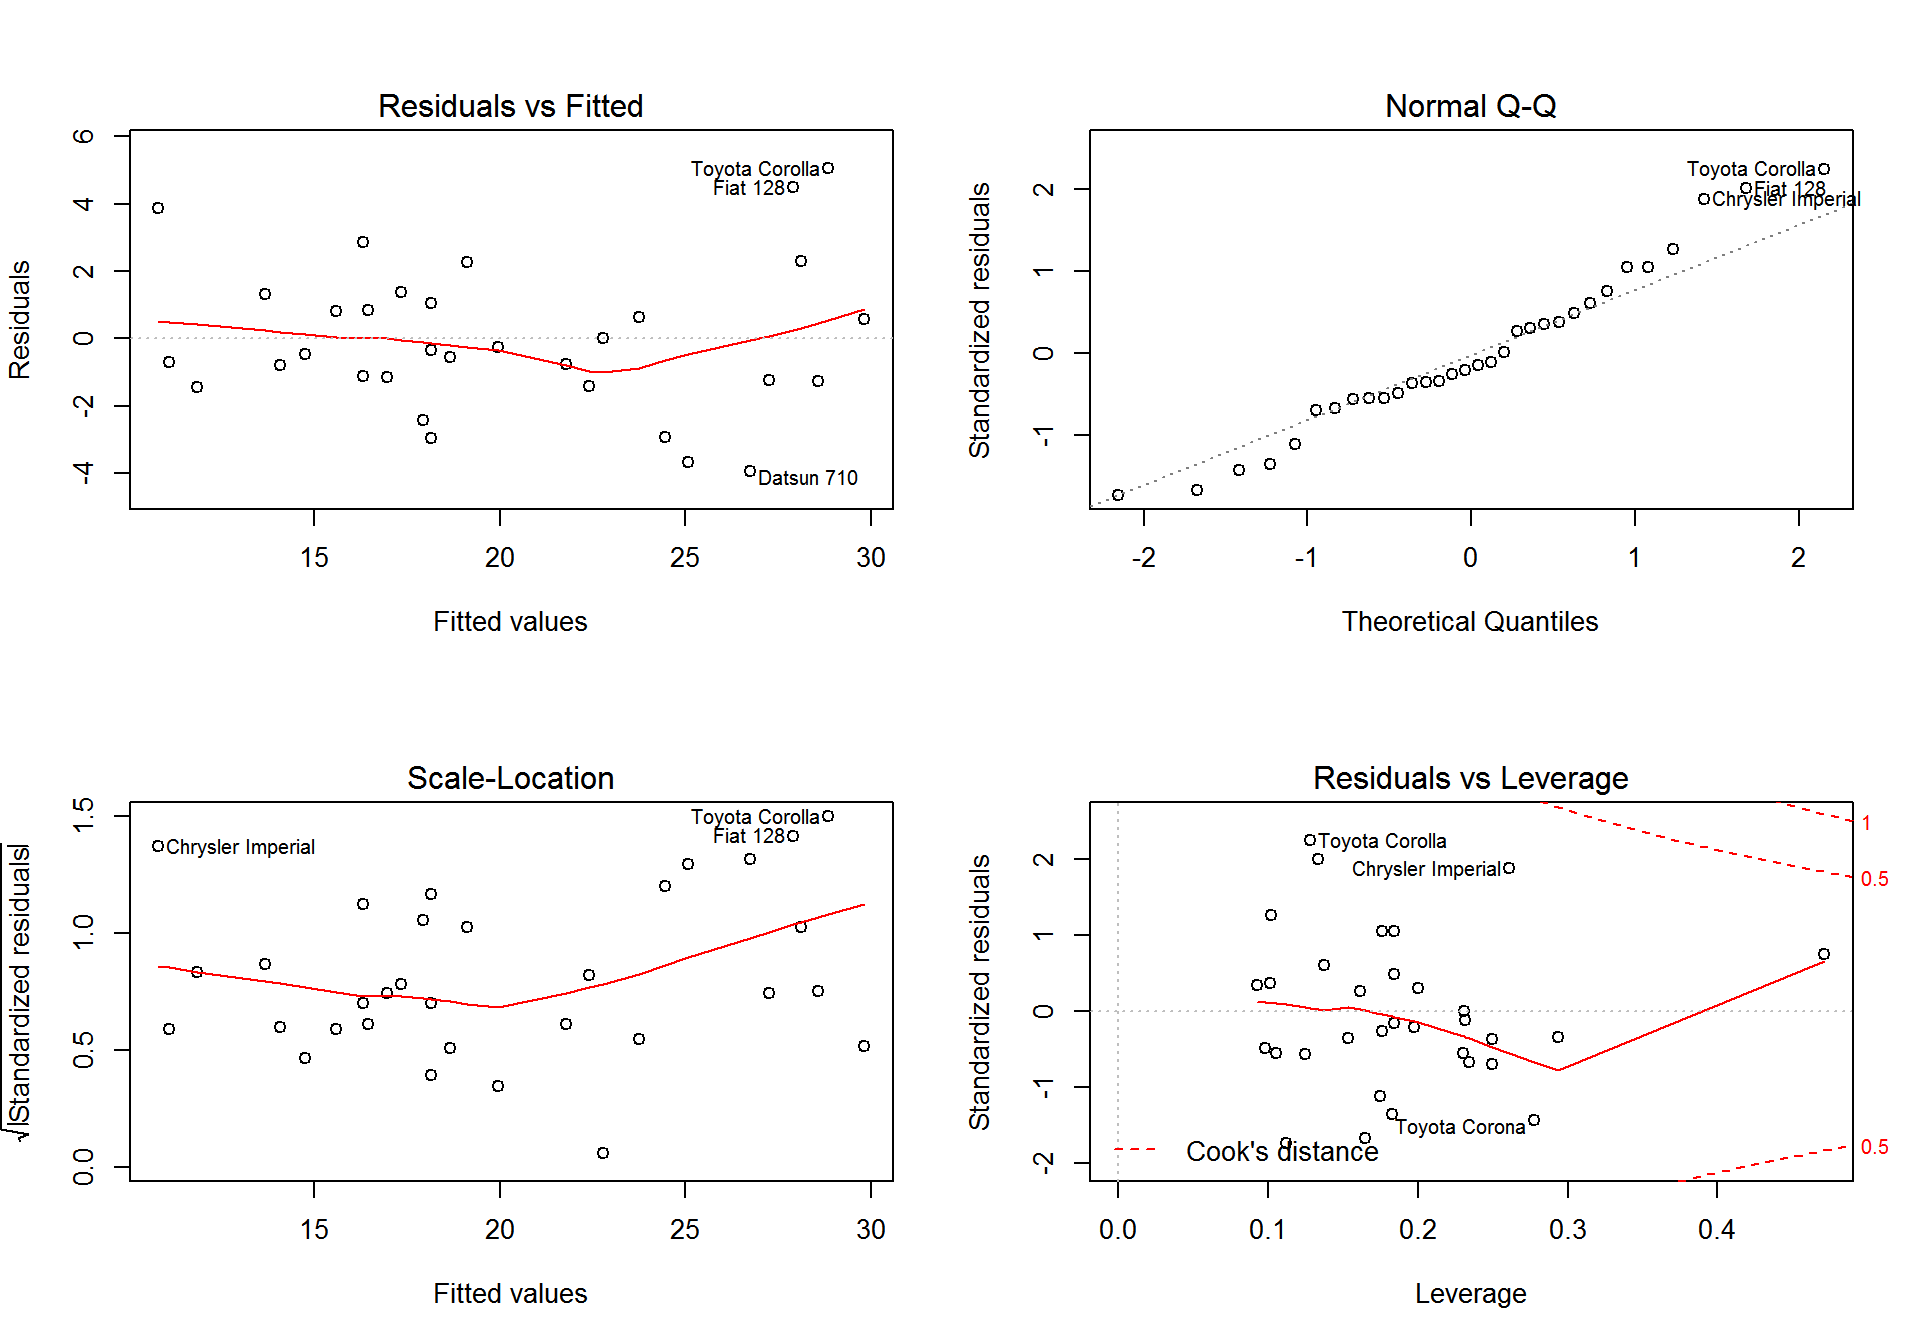 Residuals vs Fitted
Residuals
6
4
2
0
-2
-4
Toyota Corolla
Fiat 128
Datsun 710
15 20 25 30
Fitted values
Normal Q-Q
Standardized residuals
2
1
0
-1
Toyota Corolla
Fiat 128
Chrysler Imperial
-2 -1 0 1 2
Theoretical Quantiles
Scale-Location
√|Standardized residuals|
1.5
1.0
0.5
0.0
Toyota Corolla
Fiat 128
Chrysler Imperial
15 20 25 30
Fitted values
Residuals vs Leverage
Standardized residuals
2
1
0
-1
-2
1
0.5
0.5
Toyota Corolla
Chrysler Imperial
Toyota Corona
Cook's distance
0.0 0.1 0.2 0.3 0.4
Leverage